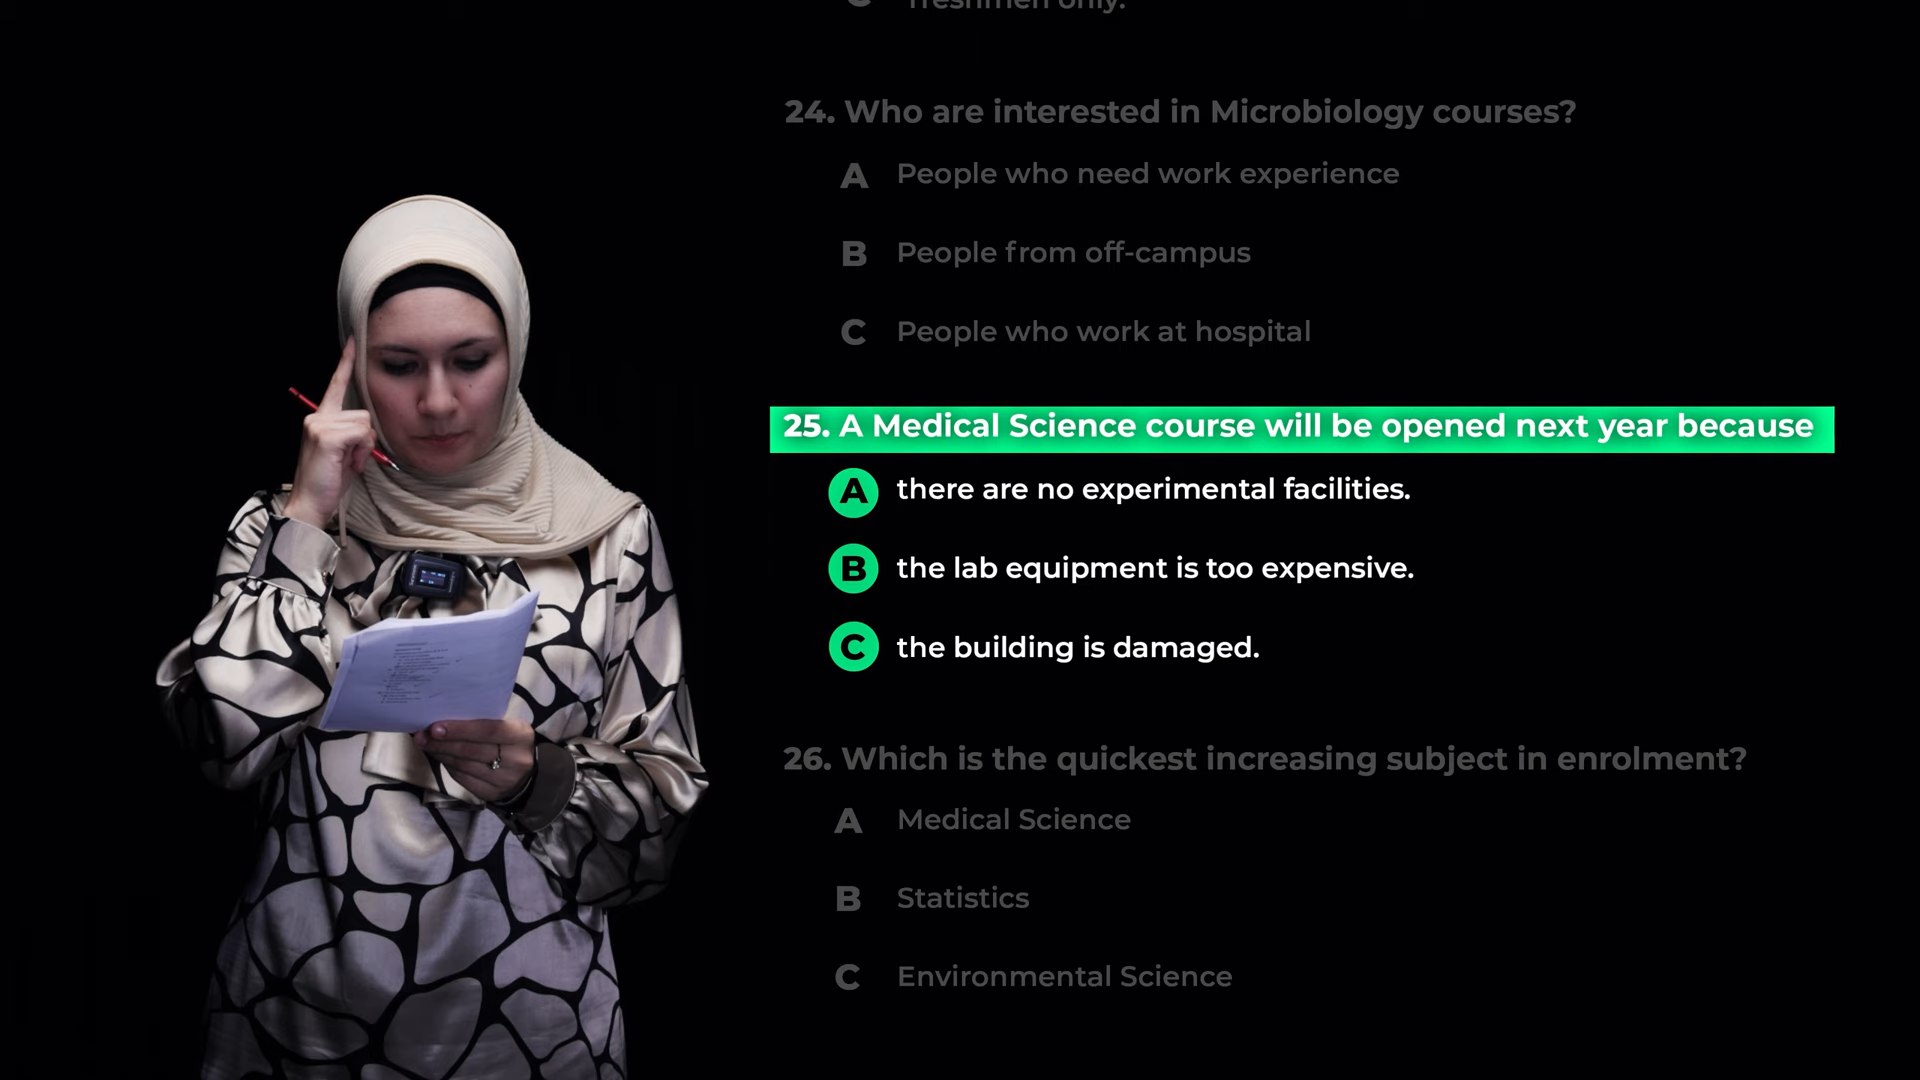 freshmen only.
24. Who are interested in Microbiology courses?
A People who need work experience
B People from off-campus
C People who work at hospital
25. A Medical Science course will be opened next year because
A there are no experimental facilities.
B the lab equipment is too expensive.
C the building is damaged.
26. Which is the quickest increasing subject in enrolment?
A Medical Science
B Statistics
C Environmental Science